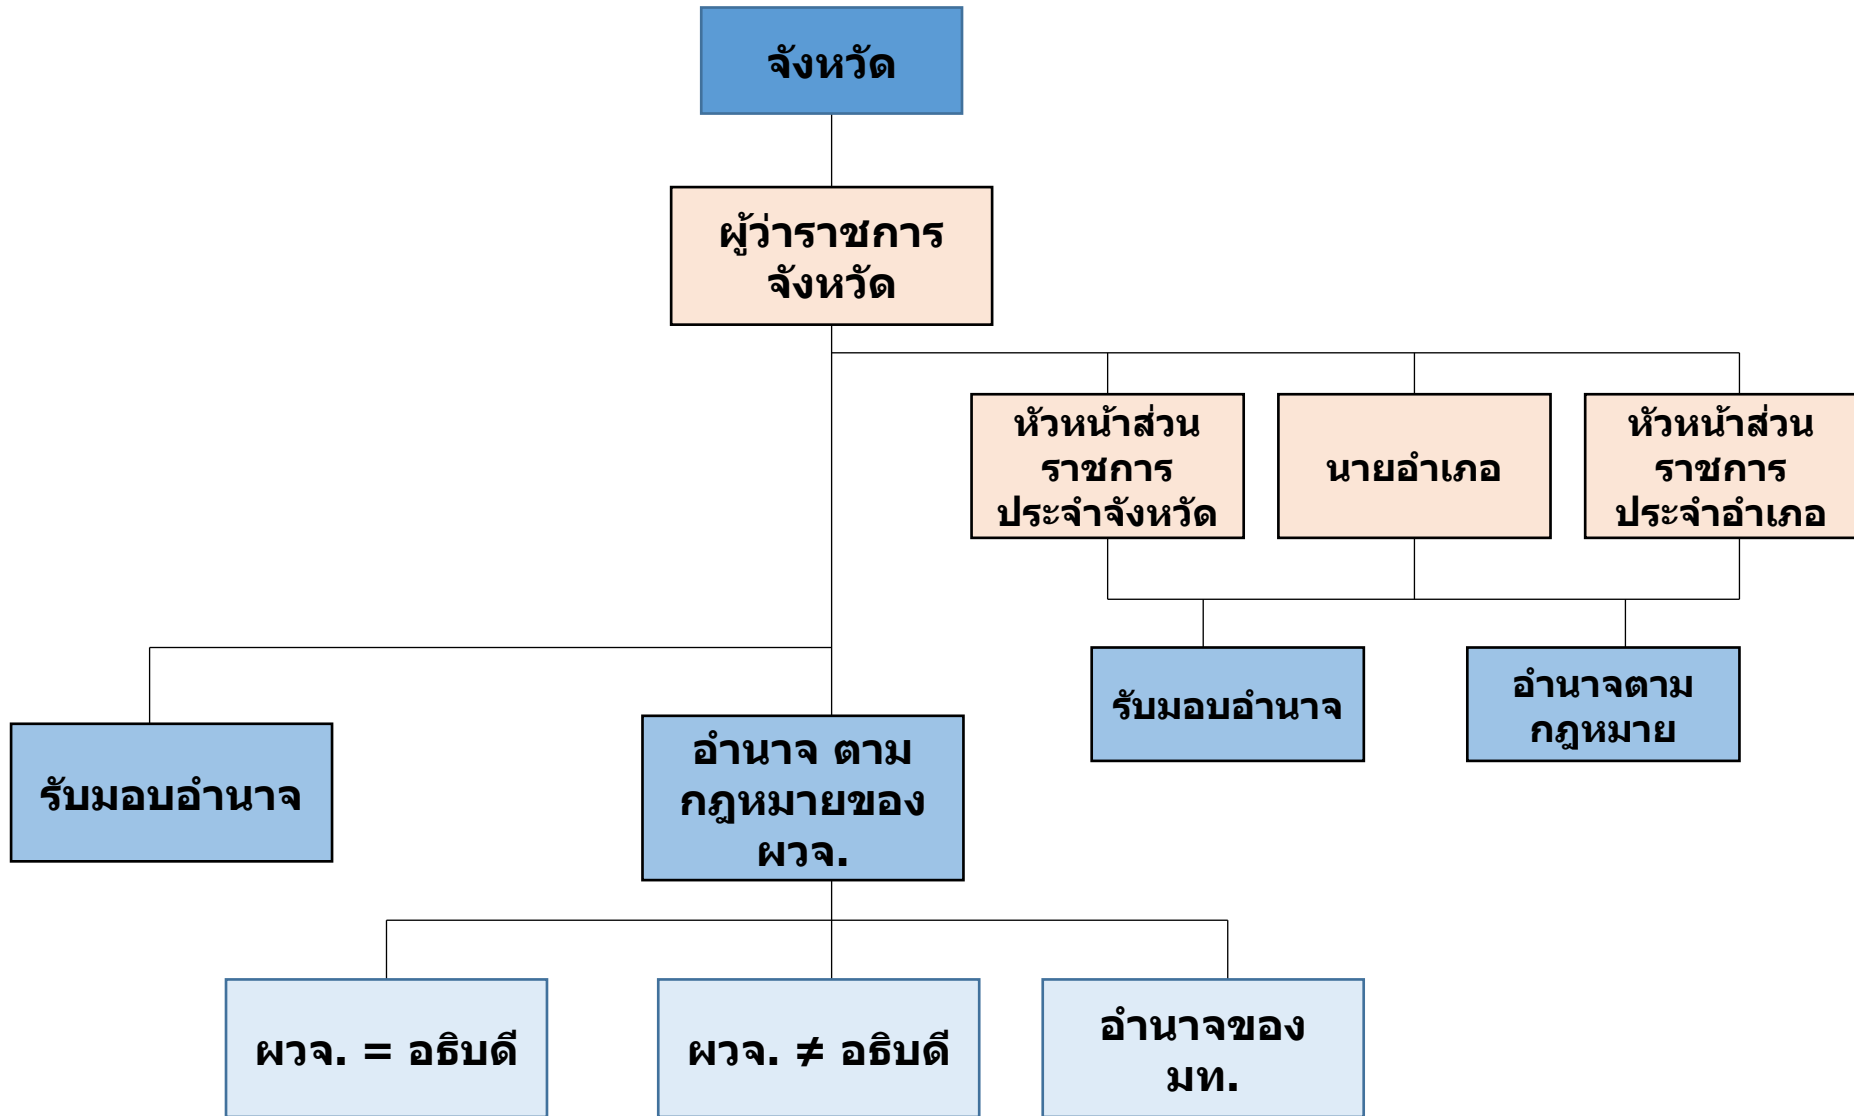 จังหวัด
ผู้ว่าราชการ
จังหวัด
หัวหน้าส่วน
ราชการ
ประจำจังหวัด
นายอำเภอ
หัวหน้าส่วน
ราชการ
ประจำอำเภอ
รับมอบอำนาจ
อำนาจตาม
กฎหมาย
รับมอบอำนาจ
อำนาจ ตาม
กฎหมายของ
ผวจ.
ผวจ. = อธิบดี
ผวจ. ≠ อธิบดี
อำนาจของ
มท.